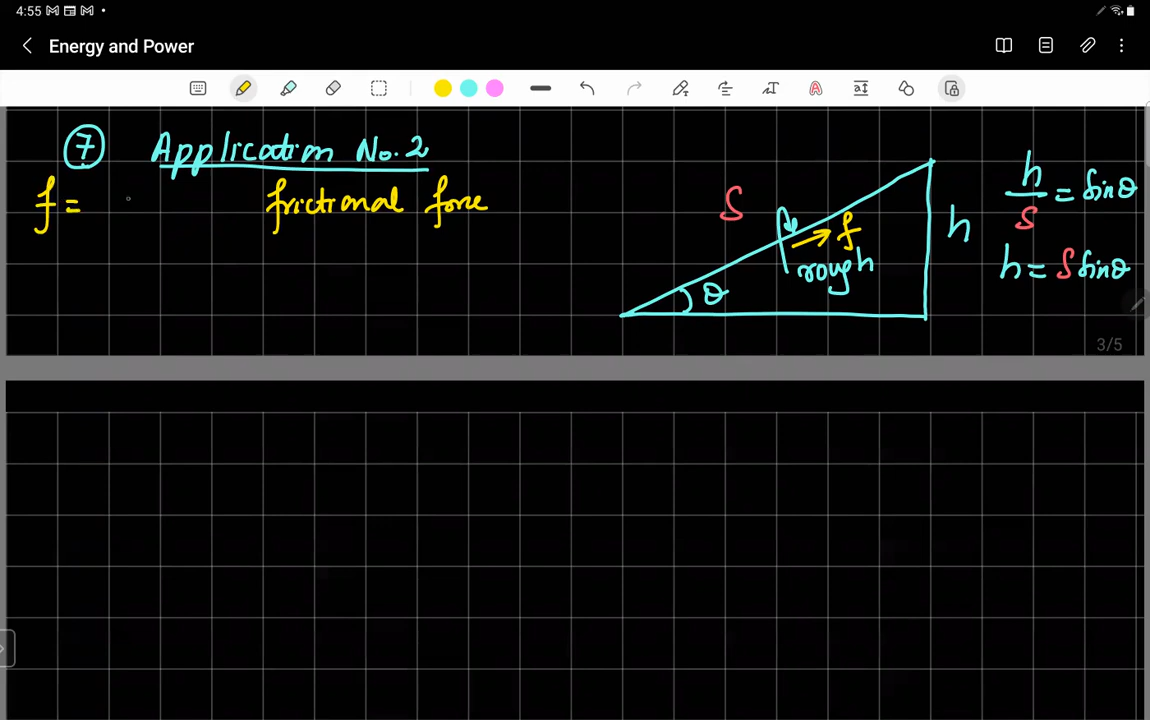 4:55
Energy and Power
7 Application No.2
f = frictional force
S
f
rough
θ
h
h/s = sinθ
h = s sinθ
3/5